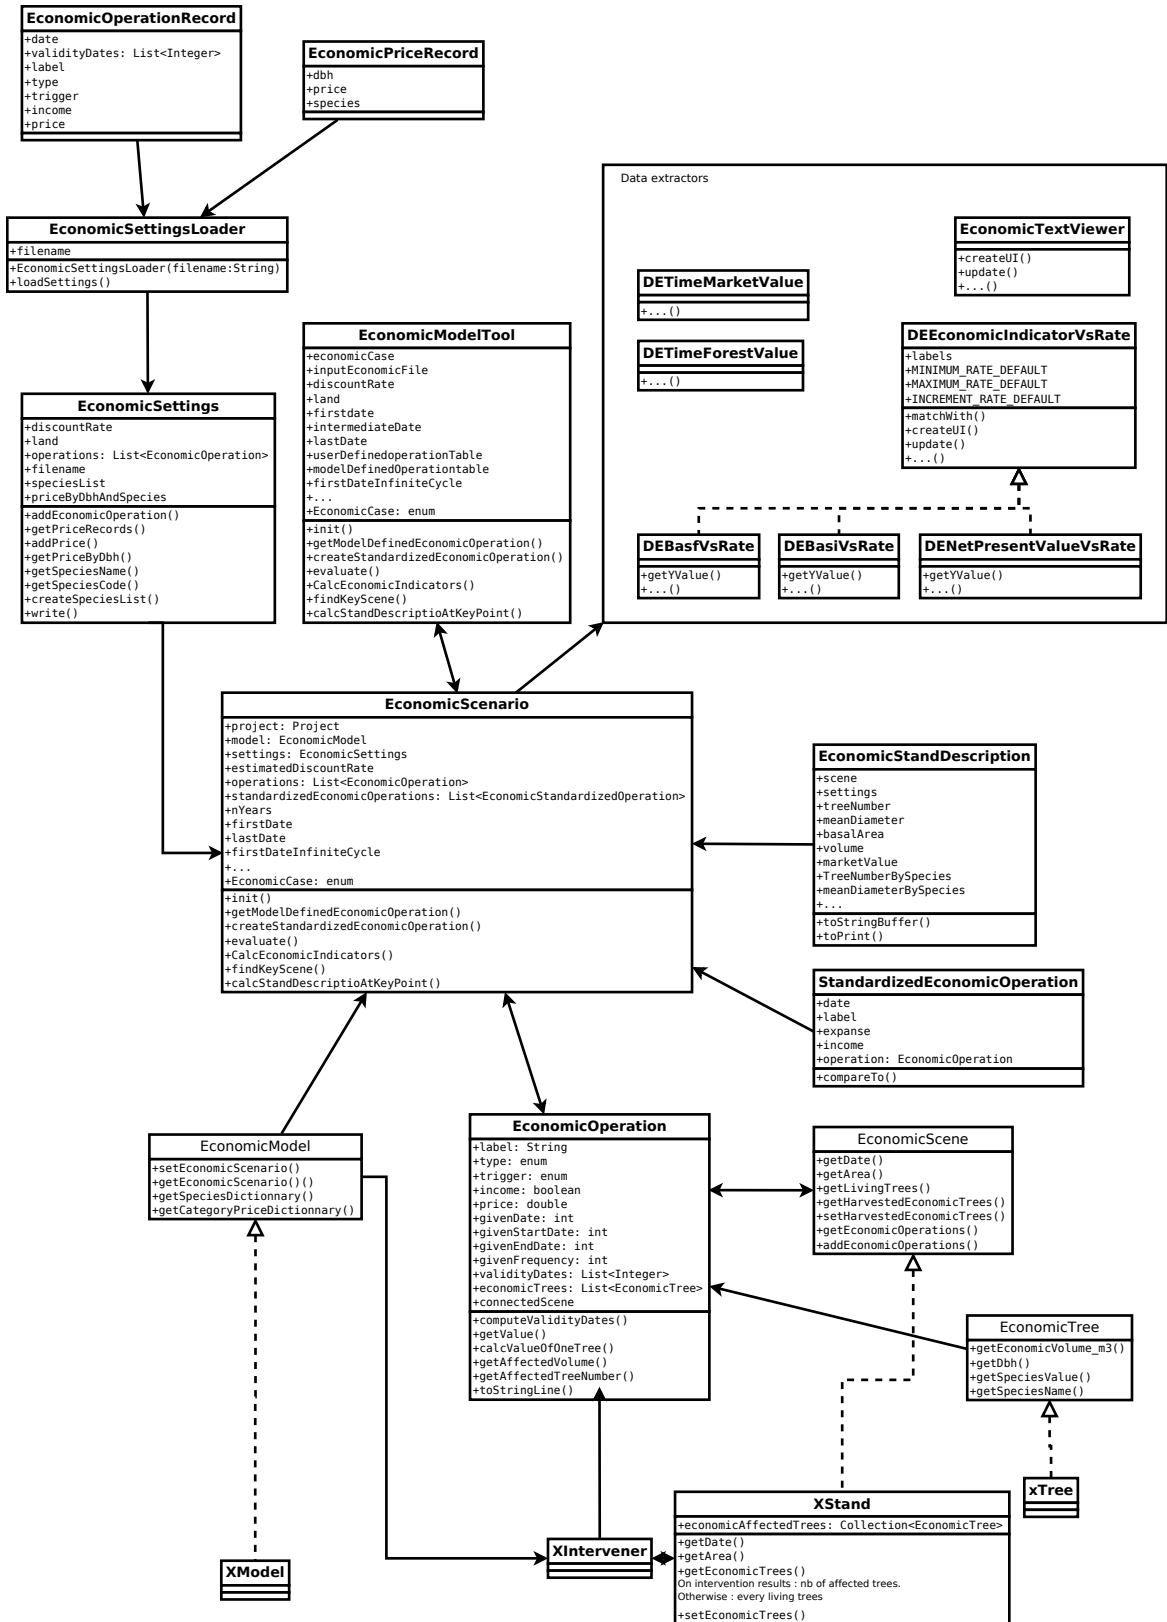 EconomicOperationRecord
+date
+validityDates: List<Integer>
+label
+type
+trigger
+income
+price
EconomicPriceRecord
+dbh
+price
+species
EconomicSettingsLoader
+filename
+EconomicSettingsLoader(filename:String)
+loadSettings()
Data extractors
EconomicTextViewer
+createUI()
+update()
+...()
DETimeMarketValue
+...()
DETimeForestValue
+...()
DEEconomicIndicatorVsRate
+labels
+MINIMUM_RATE_DEFAULT
+MAXIMUM_RATE_DEFAULT
+INCREMENT_RATE_DEFAULT
+matchWith()
+createUI()
+update()
+...()
DEBasfVsRate
+getYValue()
+...()
DEBasiVsRate
+getYValue()
+...()
DENetPresentValueVsRate
+getYValue()
+...()
EconomicSettings
+discountRate
+land
+operations: List<EconomicOperation>
+filename
+speciesList
+priceByDbhAndSpecies
+addEconomicOperation()
+getPriceRecords()
+addPrice()
+getPriceByDbh()
+getSpeciesName()
+getSpeciesCode()
+createSpeciesList()
+write()
EconomicModelTool
+economicCase
+inputEconomicFile
+discountRate
+land
+firstdate
+intermediateDate
+lastDate
+userDefinedoperationTable
+modelDefinedOperationtable
+firstDateInfiniteCycle
+...
+EconomicCase: enum
+init()
+getModelDefinedEconomicOperation()
+createStandardizedEconomicOperation()
+evaluate()
+CalcEconomicIndicators()
+findKeyScene()
+calcStandDescriptioAtKeyPoint()
EconomicScenario
+project: Project
+model: EconomicModel
+settings: EconomicSettings
+estimatedDiscountRate
+operations: List<EconomicOperation>
+standardizedEconomicOperations: List<EconomicStandardizedOperation>
+nYears
+firstDate
+lastDate
+firstDateInfiniteCycle
+...
+EconomicCase: enum
+init()
+getModelDefinedEconomicOperation()
+createStandardizedEconomicOperation()
+evaluate()
+CalcEconomicIndicators()
+findKeyScene()
+calcStandDescriptioAtKeyPoint()
EconomicStandDescription
+scene
+settings
+treeNumber
+meanDiameter
+basalArea
+volume
+marketValue
+TreeNumberBySpecies
+meanDiameterBySpecies
+...
+toStringBuffer()
+toPrint()
StandardizedEconomicOperation
+date
+label
+expanse
+income
+operation: EconomicOperation
+compareTo()
EconomicModel
+setEconomicScenario()
+getEconomicScenario()()
+getSpeciesDictionnary()
+getCategoryPriceDictionnary()
EconomicOperation
+label: String
+type: enum
+trigger: enum
+income: boolean
+price: double
+givenDate: int
+givenStartDate: int
+givenEndDate: int
+givenFrequency: int
+validityDates: List<Integer>
+economicTrees: List<EconomicTree>
+connectedScene
+computeValidityDates()
+getValue()
+calcValueOfOneTree()
+getAffectedVolume()
+getAffectedTreeNumber()
+toStringLine()
EconomicScene
+getDate()
+getArea()
+getLivingTrees()
+getHarvestedEconomicTrees()
+setHarvestedEconomicTrees()
+getEconomicOperations()
+addEconomicOperations()
EconomicTree
+getEconomicVolume_m3()
+getDbh()
+getSpeciesValue()
+getSpeciesName()
xTree
XStand
+economicAffectedTrees: Collection<EconomicTree>
+getDate()
+getArea()
+getEconomicTrees()
On intervention results : nb of affected trees.
Otherwise : every living trees
+setEconomicTrees()
XIntervener
XModel